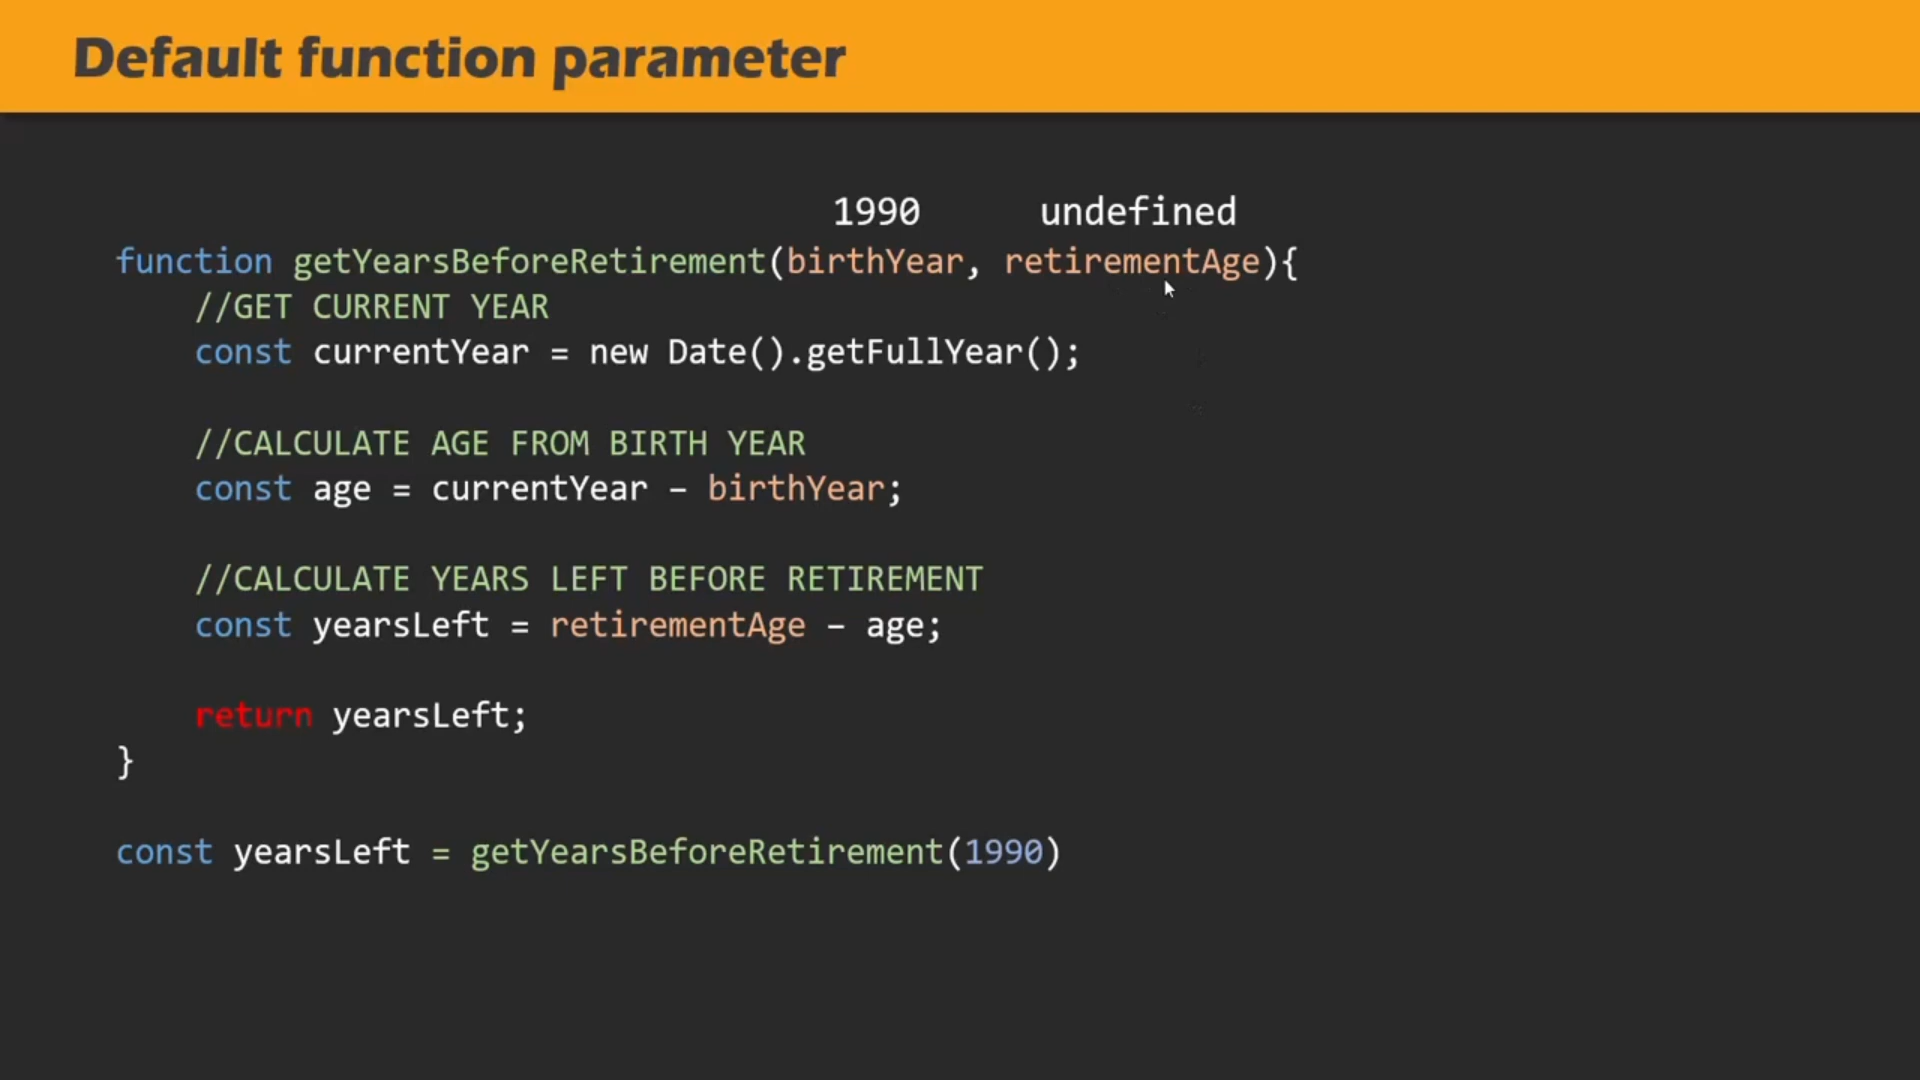 Default function parameter
1990 undefined
function getYearsBeforeRetirement(birthYear, retirementAge){
//GET CURRENT YEAR
const currentYear = new Date().getFullYear();
//CALCULATE AGE FROM BIRTH YEAR
const age = currentYear – birthYear;
//CALCULATE YEARS LEFT BEFORE RETIREMENT
const yearsLeft = retirementAge – age;
return yearsLeft;
}
const yearsLeft = getYearsBeforeRetirement(1990)